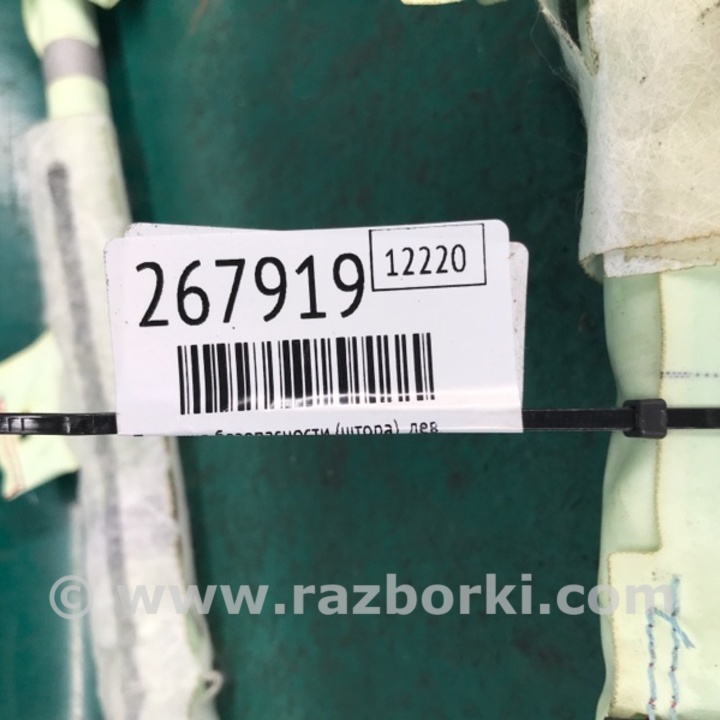 267919
12220
безопасности (штора) лев
© www.razborki.com